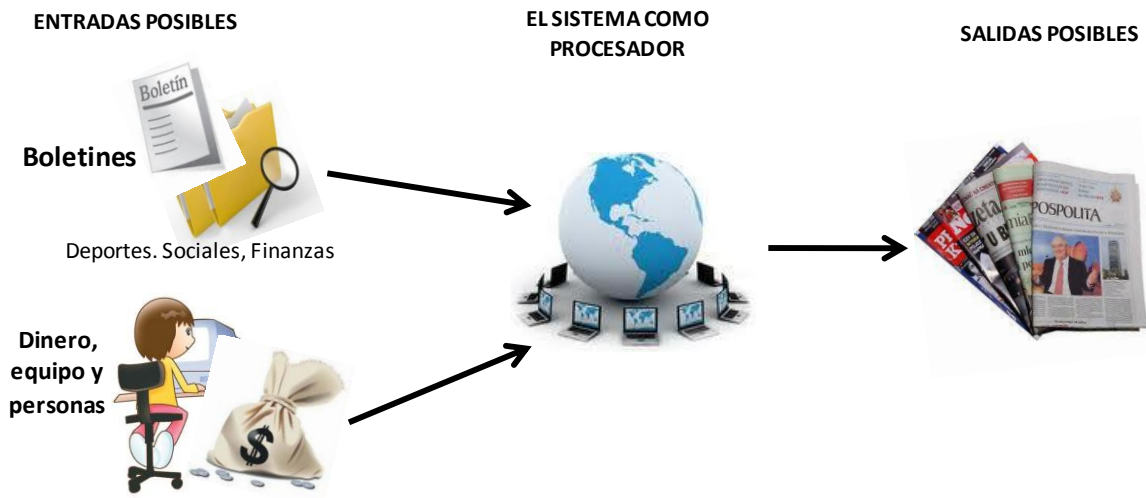 ENTRADAS POSIBLES
EL SISTEMA COMO
PROCESADOR
SALIDAS POSIBLES
Boletín
Boletines
Deportes. Sociales, Finanzas
Dinero,
equipo y
personas
$
POSPOLITA